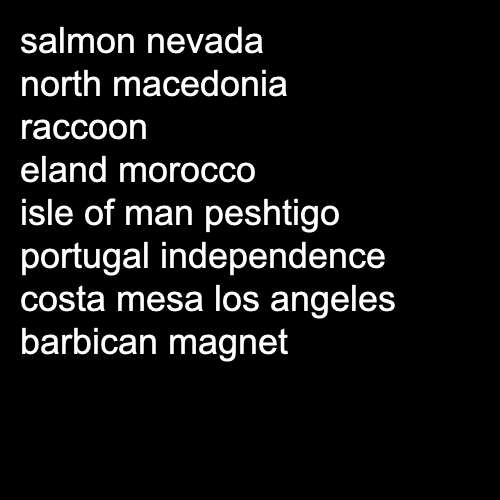 salmon nevada
north macedonia
raccoon
eland morocco
isle of man peshtigo
portugal independence
costa mesa los angeles
barbican magnet